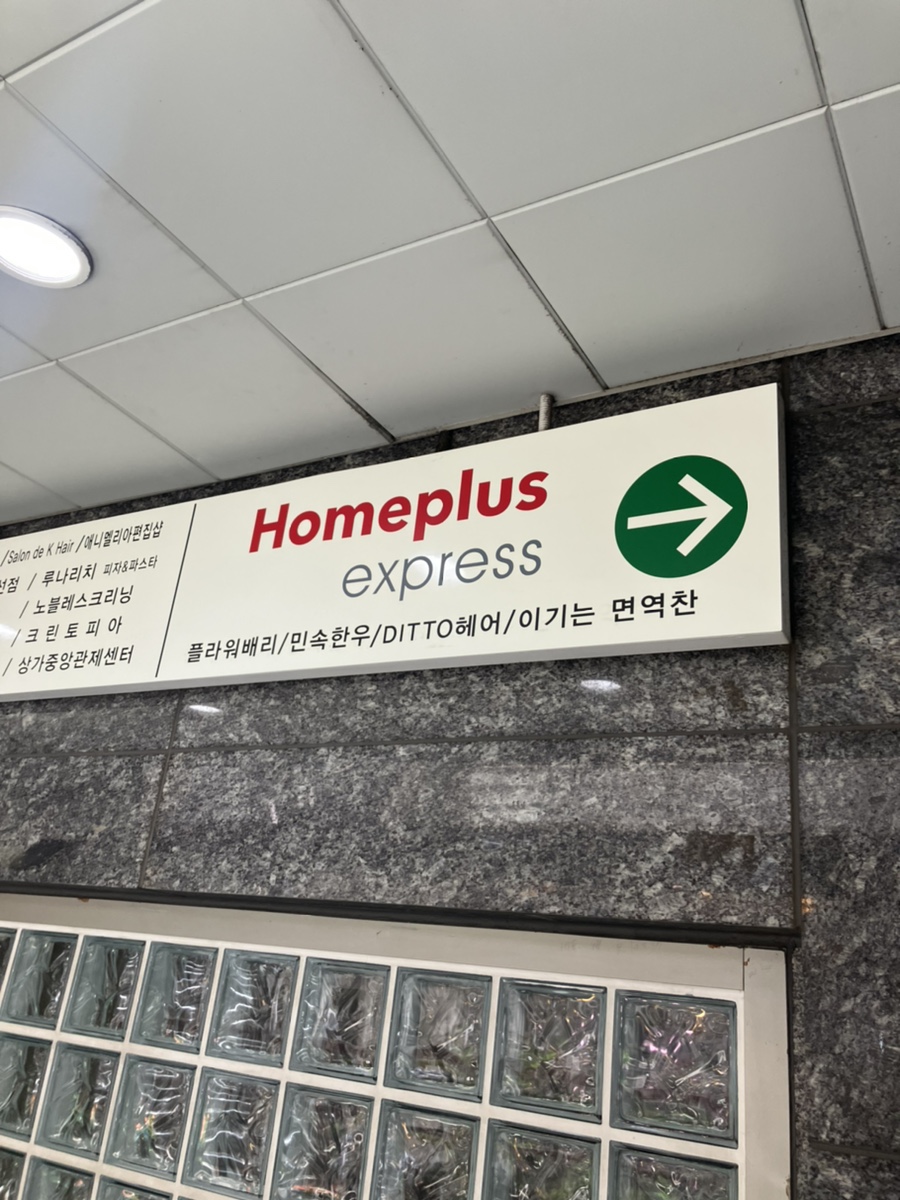 /Salon de K Hair /애니엘리아편집샵
선점 / 루나리치 피자&파스타
/ 노블레스크리닝
/ 크 린 토 피 아
/ 상가중앙관제센터
Homeplus
express
플라워배리/민속한우/DITTO헤어/이기는 면역찬